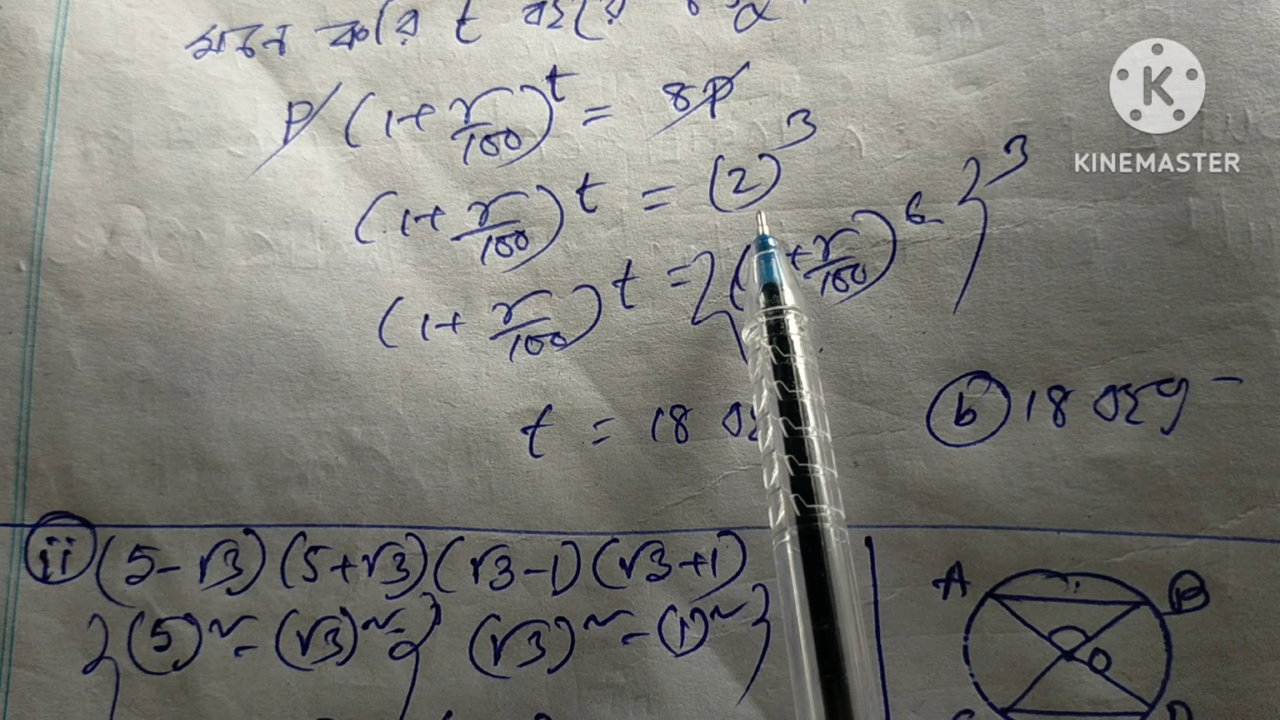 মনে করি t বছরে
P(1+r/100)^t = 8P
(1+r/100)^t = (2)^3
(1+r/100)^t = {(1+r/100)^6}^3
t = 18
(b) 18 বছর
(ii) (5-√3)(5+√3)(√3-1)(√3+1)
{(5)² - (√3)²} {(√3)² - (1)²}
A B
O
KINEMASTER